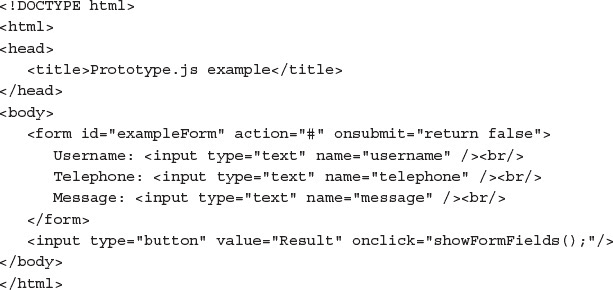 <!DOCTYPE html>
<html>
<head>
<title>Prototype.js example</title>
</head>
<body>
<form id="exampleForm" action="#" onsubmit="return false">
Username: <input type="text" name="username" /><br/>
Telephone: <input type="text" name="telephone" /><br/>
Message: <input type="text" name="message" /><br/>
</form>
<input type="button" value="Result" onclick="showFormFields();"/>
</body>
</html>